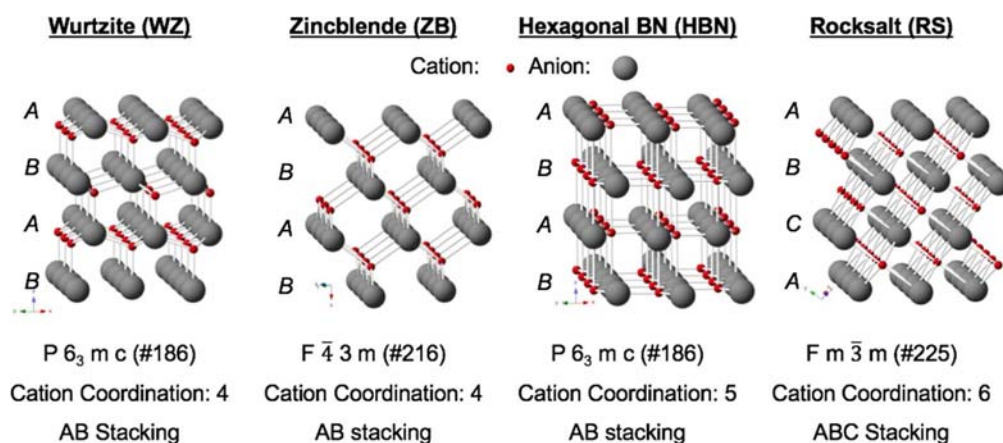 Wurtzite (WZ) Zincblende (ZB) Hexagonal BN (HBN) Rocksalt (RS)
Cation: Anion:
A A A A
B B B B
A A A C
B B B A
P 6₃ m c (#186) F 4̅ 3 m (#216) P 6₃ m c (#186) F m 3̅ m (#225)
Cation Coordination: 4 Cation Coordination: 4 Cation Coordination: 5 Cation Coordination: 6
AB Stacking AB stacking AB stacking ABC Stacking